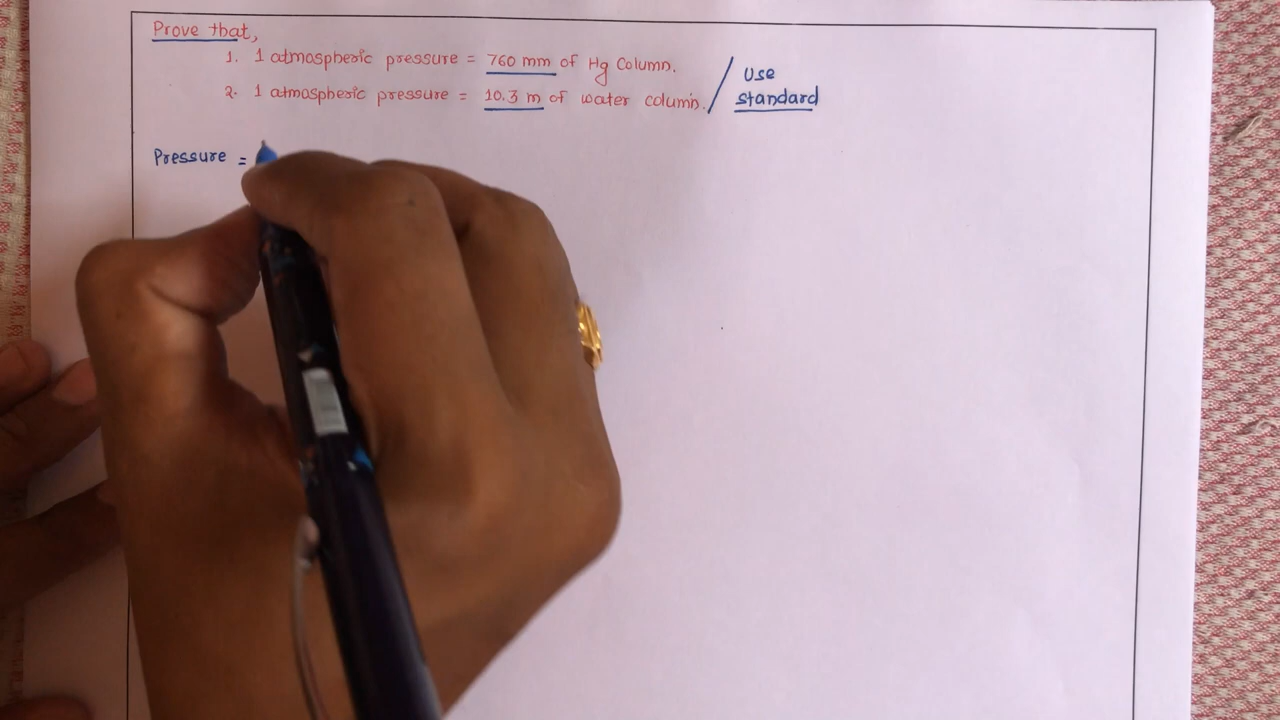 Prove that,
1. 1 atmospheric pressure = 760 mm of Hg Column.
2. 1 atmospheric pressure = 10.3 m of water column.
/ Use
standard
Pressure =